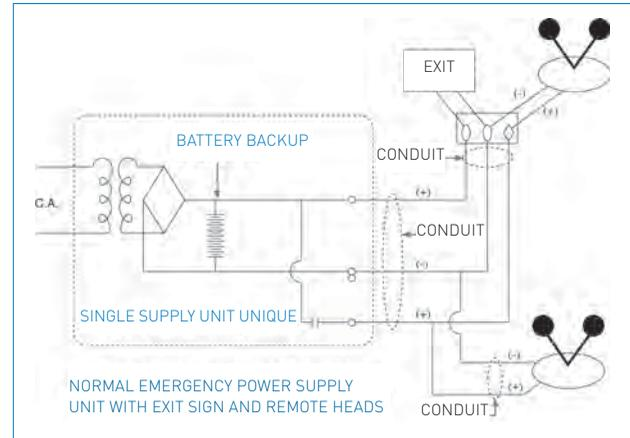 EXIT
(-)
(+)
BATTERY BACKUP
CONDUIT
C.A.
(+)
CONDUIT
(-)
SINGLE SUPPLY UNIT UNIQUE
(+)
(-)
NORMAL EMERGENCY POWER SUPPLY
UNIT WITH EXIT SIGN AND REMOTE HEADS
(+)
CONDUIT